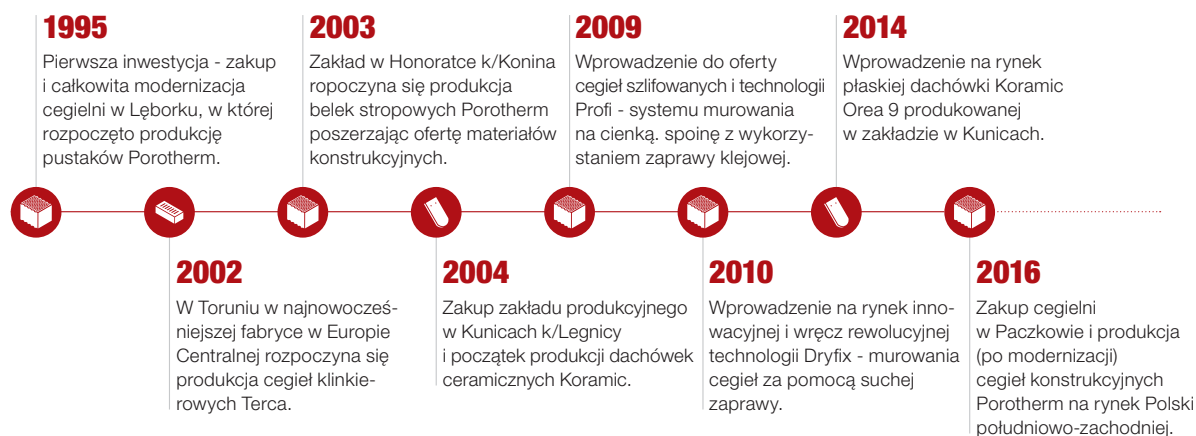 1995
Pierwsza inwestycja - zakup
i całkowita modernizacja
cegielni w Lęborku, w której
rozpoczęto produkcję
pustaków Porotherm.
2003
Zakład w Honoratce k/Konina
ropoczyna się produkcja
belek stropowych Porotherm
poszerzając ofertę materiałów
konstrukcyjnych.
2009
Wprowadzenie do oferty
cegieł szlifowanych i technologii
Profi - systemu murowania
na cienką. spoinę z wykorzy-
staniem zaprawy klejowej.
2014
Wprowadzenie na rynek
płaskiej dachówki Koramic
Orea 9 produkowanej
w zakładzie w Kunicach.
2002
W Toruniu w najnowocześ-
niejszej fabryce w Europie
Centralnej rozpoczyna się
produkcja cegieł klinkie-
rowych Terca.
2004
Zakup zakładu produkcyjnego
w Kunicach k/Legnicy
i początek produkcji dachówek
ceramicznych Koramic.
2010
Wprowadzenie na rynek inno-
wacyjnej i wręcz rewolucyjnej
technologii Dryfix - murowania
cegieł za pomocą suchej
zaprawy.
2016
Zakup cegielni
w Paczkowie i produkcja
(po modernizacji)
cegieł konstrukcyjnych
Porotherm na rynek Polski
południowo-zachodniej.